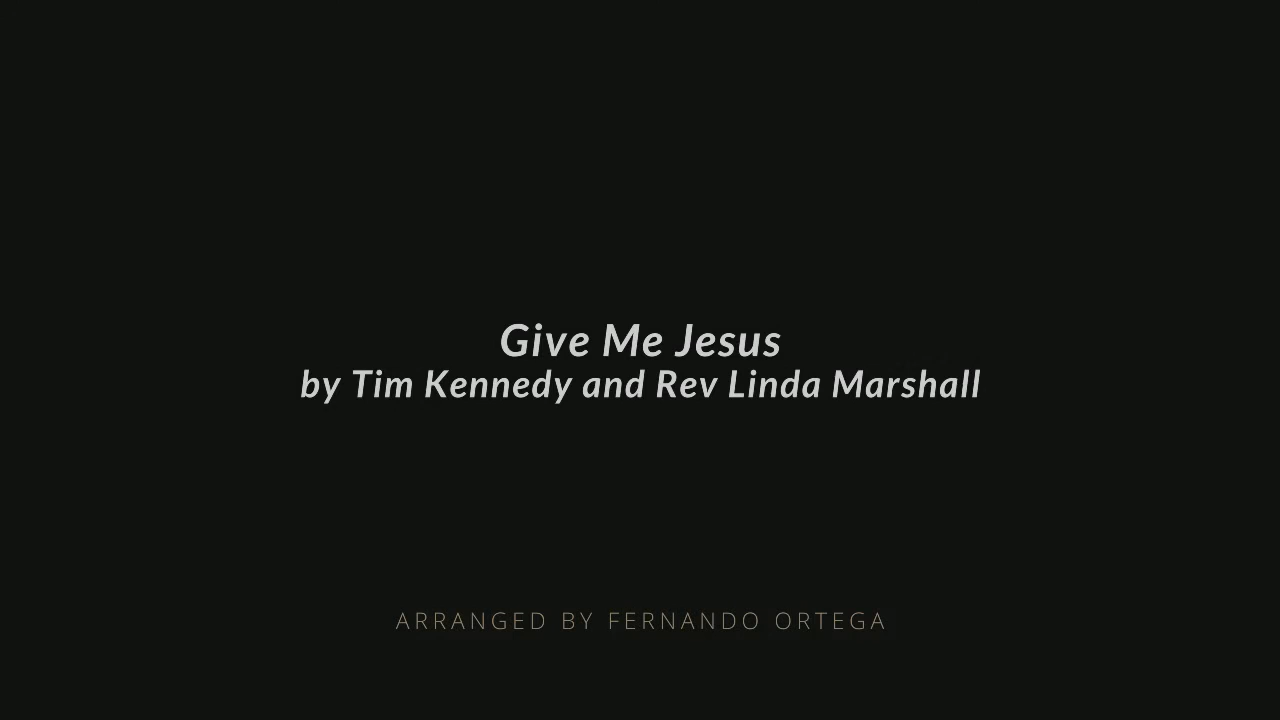 Give Me Jesus
by Tim Kennedy and Rev Linda Marshall
ARRANGED BY FERNANDO ORTEGA